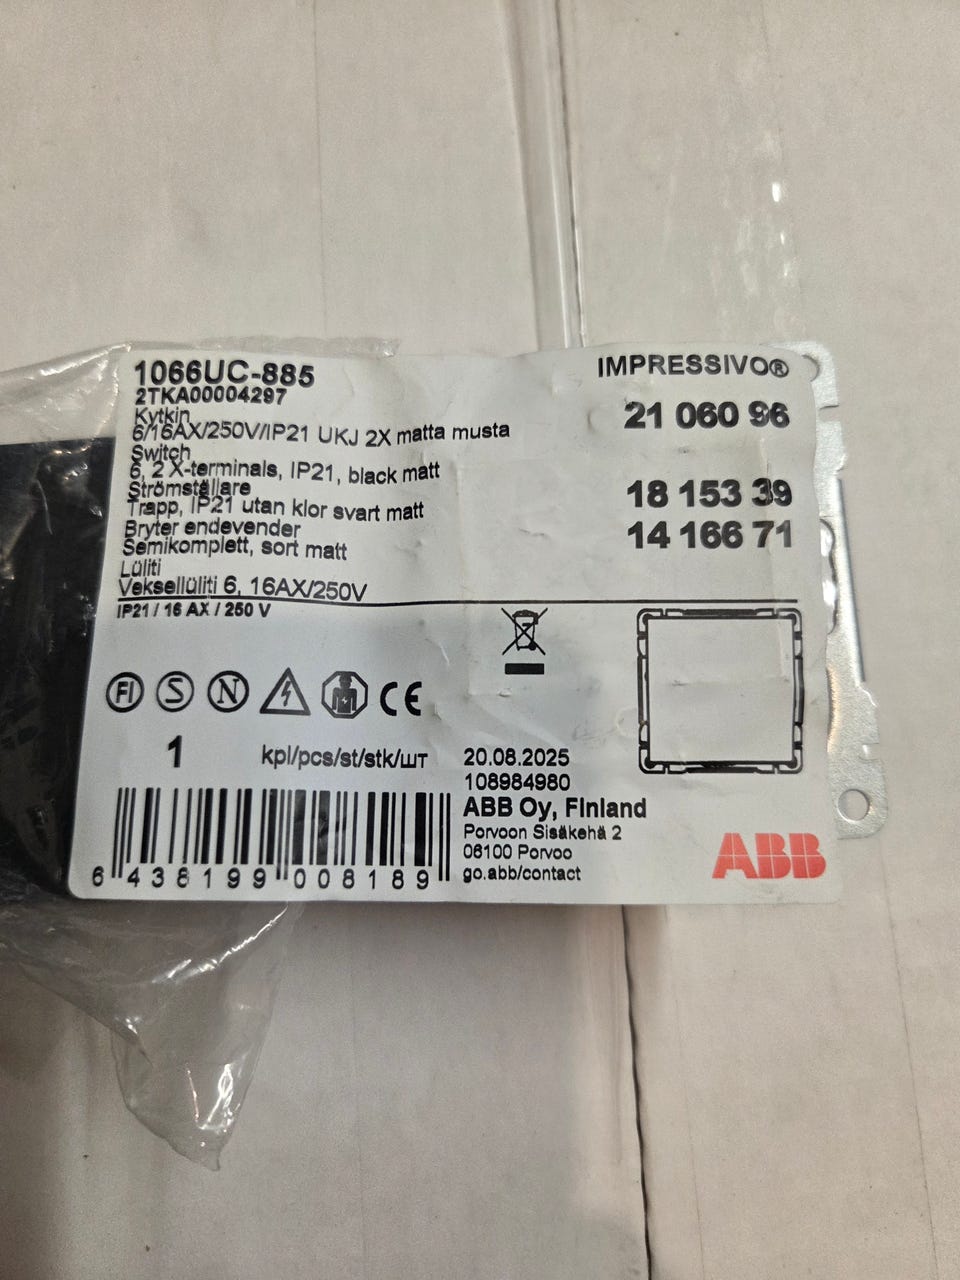 1066UC-885
IMPRESSIVO®
2TKA00004297
Kytkin
6/16AX/250V/IP21 UKJ 2X matta musta
21 060 96
Switch
6, 2 X-terminals, IP21, black matt
Strömställare
18 153 39
Trapp, IP21 utan klor svart matt
Bryter endevender
14 166 71
Semikomplett, sort matt
Lüliti
Veksellüliti 6, 16AX/250V
IP21 / 16 AX / 250 V
FI S N CE
1 kpl/pcs/st/stk/шт
20.08.2025
108984980
ABB Oy, Finland
Porvoon Sisäkehä 2
06100 Porvoo
go.abb/contact
ABB
6 438199 008189